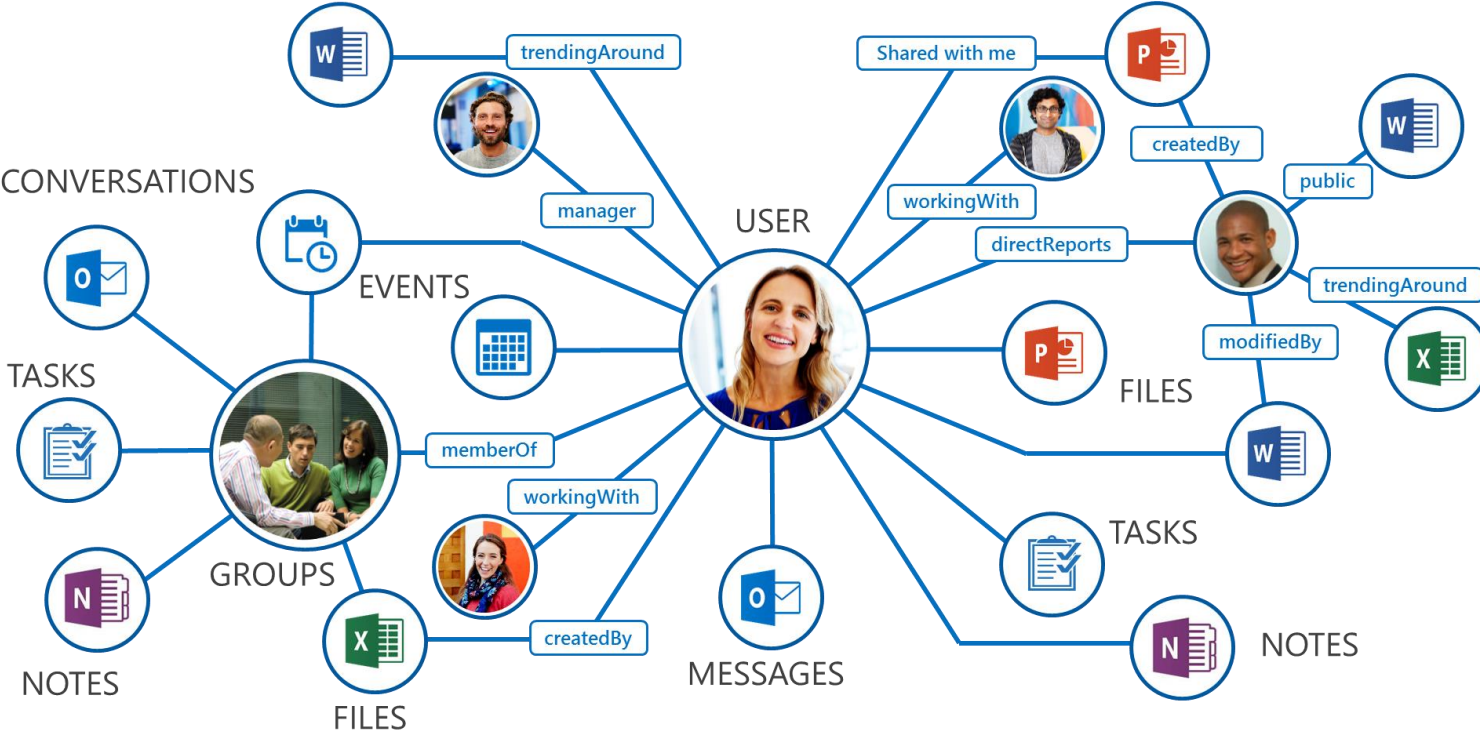 W
trendingAround
Shared with me
P
createdBy
W
public
CONVERSATIONS
manager
workingWith
USER
directReports
O
EVENTS
trendingAround
modifiedBy
P
X
TASKS
FILES
memberOf
W
workingWith
TASKS
GROUPS
N
O
createdBy
X
N
NOTES
MESSAGES
NOTES
FILES